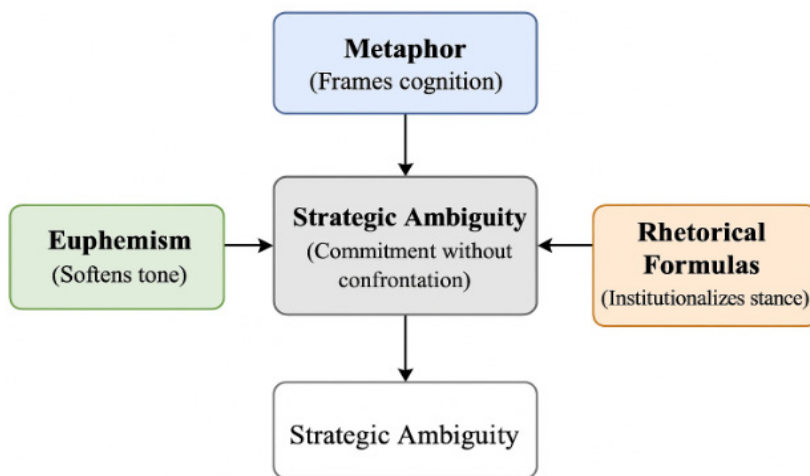 Metaphor
(Frames cognition)
Euphemism
(Softens tone)
Strategic Ambiguity
(Commitment without
confrontation)
Rhetorical
Formulas
(Institutionalizes stance)
Strategic Ambiguity